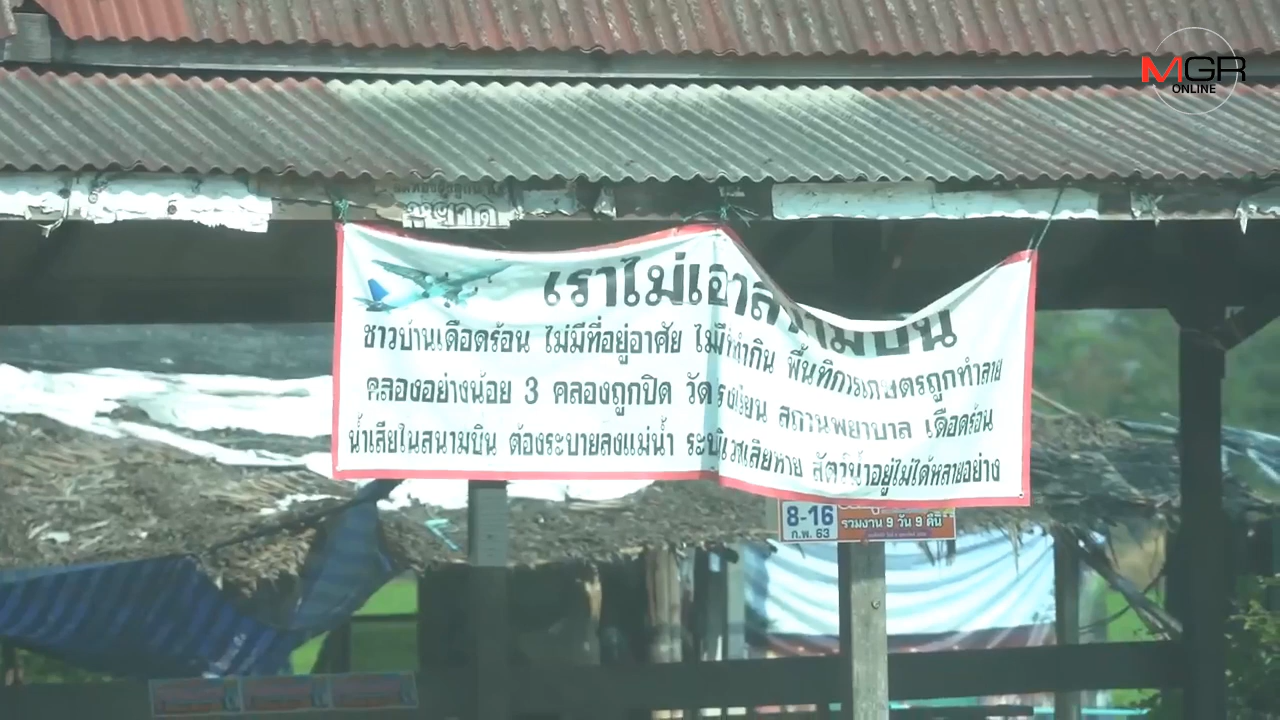 MGR
ONLINE
เราไม่เอาสนามบิน
ชาวบ้านเดือดร้อน ไม่มีที่อยู่อาศัย ไม่มีที่ทำกิน พื้นที่การเกษตรถูกทำลาย
คลองอย่างน้อย 3 คลองถูกปิด วัดโรงเรียน สถานพยาบาล เดือดร้อน
น้ำเสียในสนามบิน ต้องระบายลงแม่น้ำ ระบบนิเวศเสียหาย สัตว์น้ำอยู่ไม่ได้หลายอย่าง
8-16
ก.พ. 63
รวมงาน 9 วัน 9 คืน